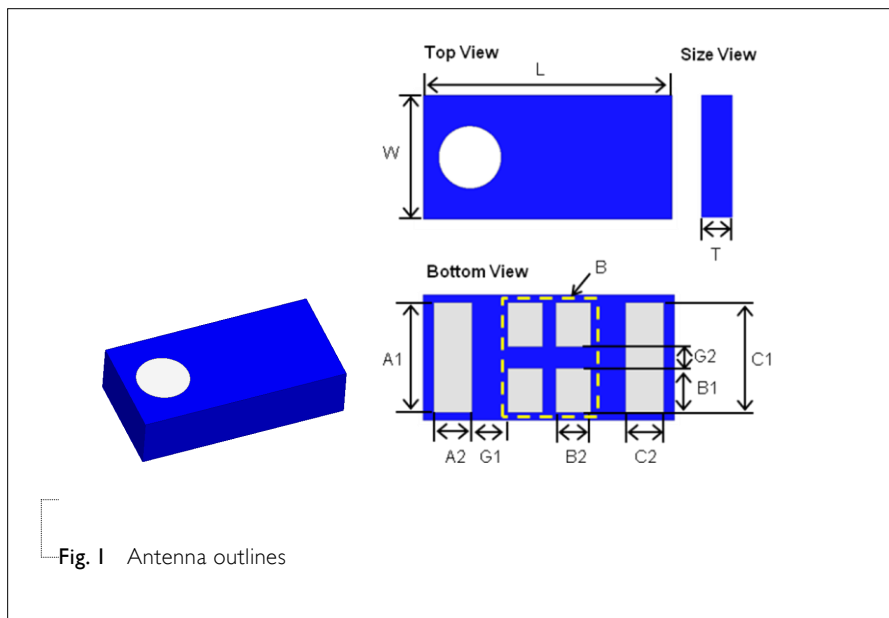 Top View
Size View
L
W
T
Bottom View
B
A1
G2
C1
B1
A2
G1
B2
C2
Fig. 1 Antenna outlines